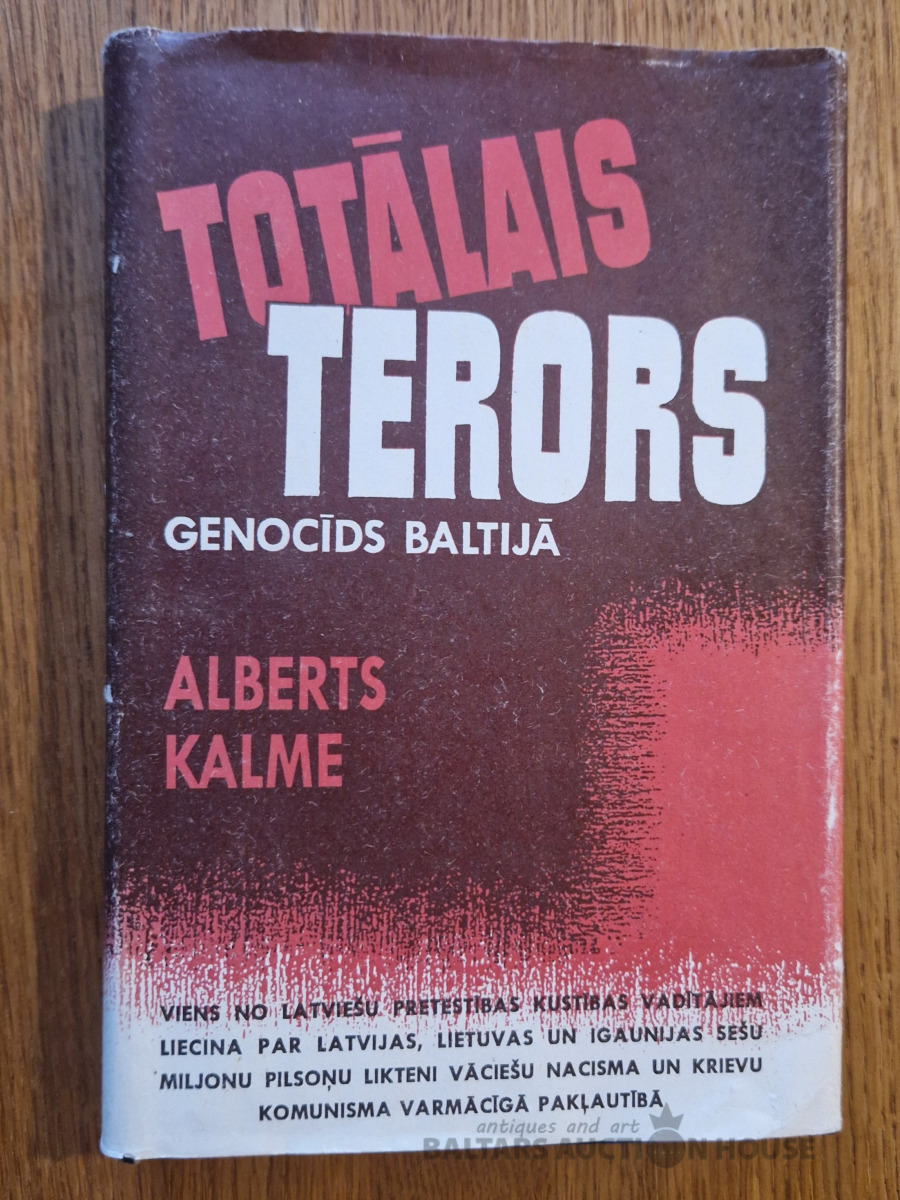 TOTĀLAIS
TERORS
GENOCĪDS BALTIJĀ
ALBERTS
KALME
VIENS NO LATVIEŠU PRETESTĪBAS KUSTĪBAS VADĪTĀJIEM
LIECINA PAR LATVIJAS, LIETUVAS UN IGAUNIJAS SEŠU
MILJONU PILSOŅU LIKTENI VĀCIEŠU NACISMA UN KRIEVU
KOMUNISMA VARMĀCĪGĀ PAKĻAUTĪBĀ
antiques and art
BALTARS AUCTION HOUSE